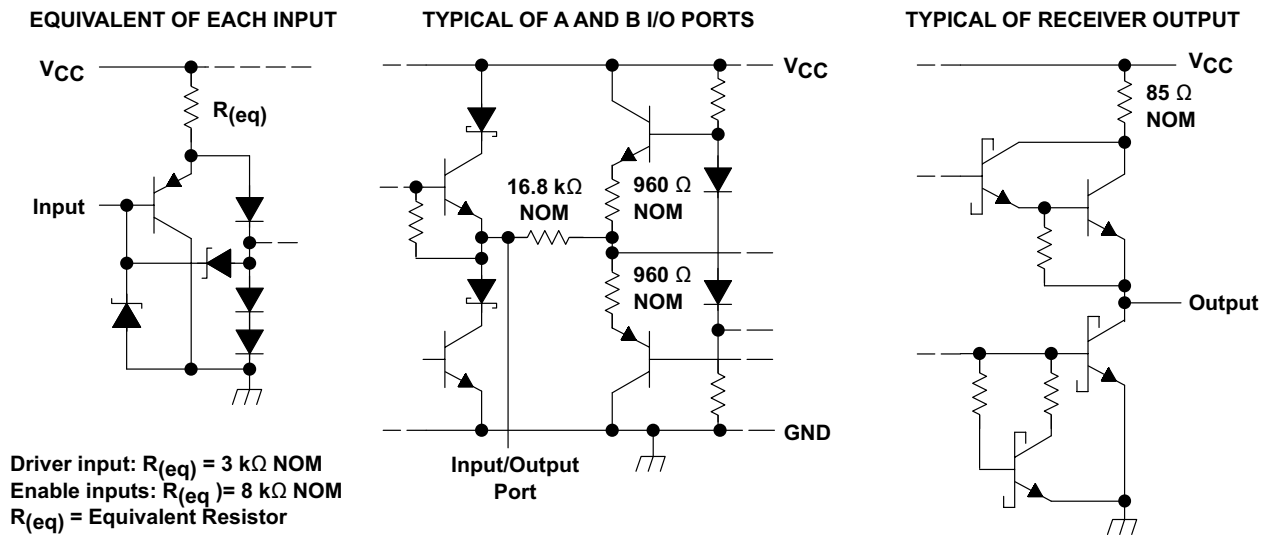 EQUIVALENT OF EACH INPUT
VCC
R(eq)
Input
Driver input: R(eq) = 3 kΩ NOM
Enable inputs: R(eq )= 8 kΩ NOM
R(eq) = Equivalent Resistor
TYPICAL OF A AND B I/O PORTS
VCC
16.8 kΩ
NOM
960 Ω
NOM
960 Ω
NOM
GND
Input/Output
Port
TYPICAL OF RECEIVER OUTPUT
VCC
85 Ω
NOM
Output